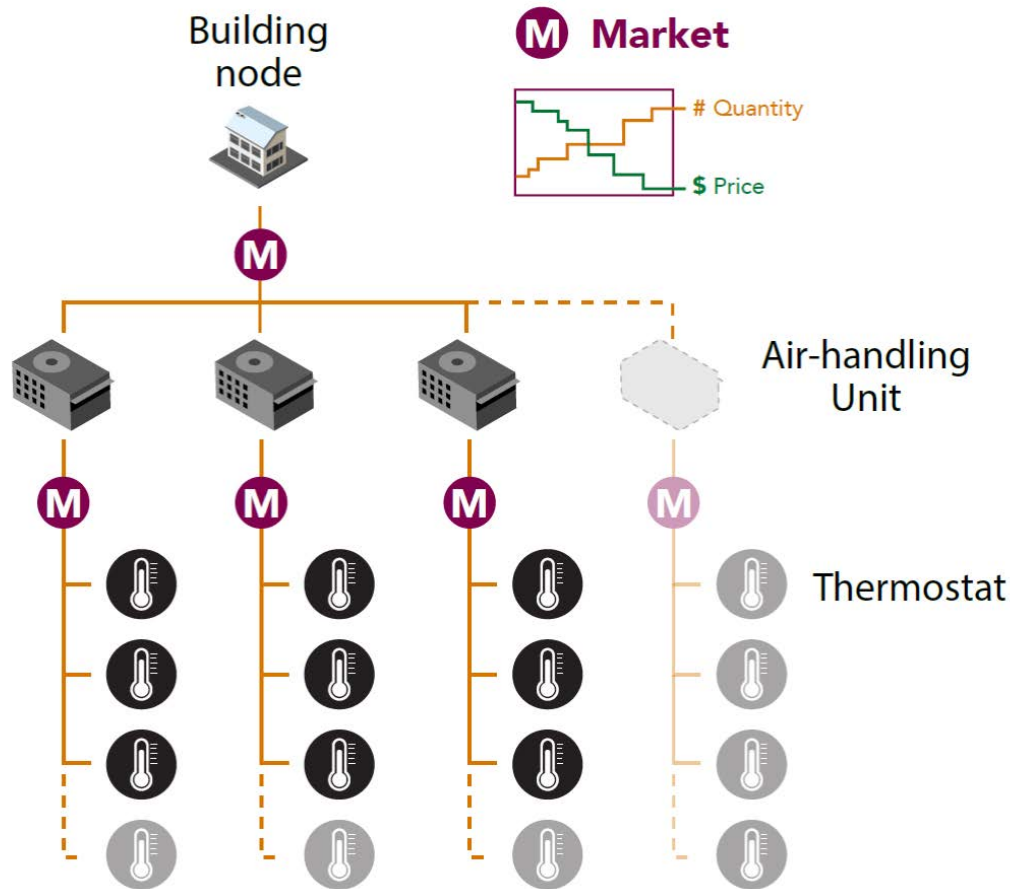 Building
node
M Market
# Quantity
$ Price
M
Air-handling
Unit
M M M M
Thermostat